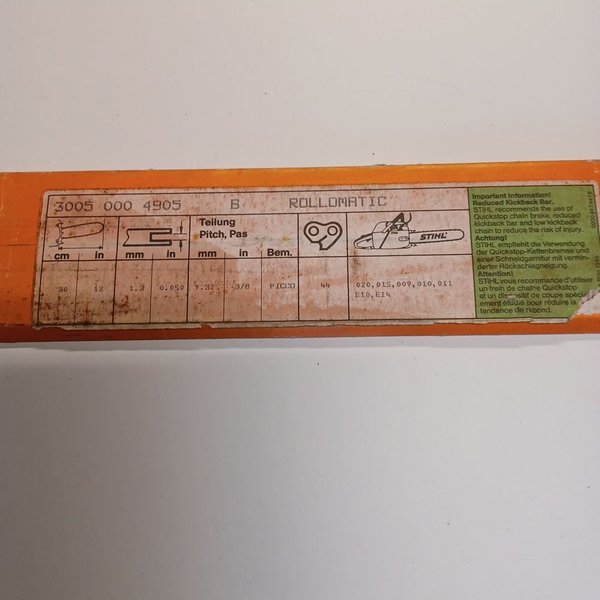 3005 000 4905 B ROLLOMATIC
Teilung
Pitch, Pas
STIHL
cm in mm in mm in Bem.
30 12 1.3 0.050 9.32 3/8 PICCO 44 020,015,009,010,011
E10,E14
Important Information!
Reduced Kickback Bar.
STIHL recommends the use of
Quickstop chain brake, reduced
kickback bar and low kickback
chain to reduce the risk of injury.
Achtung!
STIHL empfiehlt die Verwendung
der Quickstop-Kettenbremse und
einer Schneidgarnitur mit vermin-
derter Rückschlagneigung.
Attention!
STIHL vous recommande d'utiliser
un frein de chaîne Quickstop
et un dispositif de coupe
étudié pour réduire la
tendance de rebond.